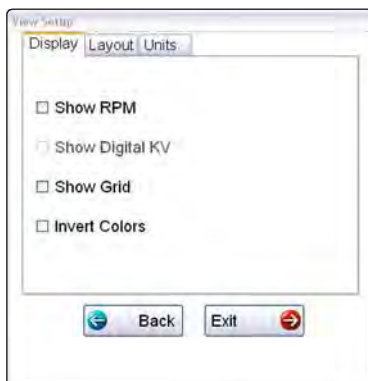 View Setup
Display Layout Units
Show RPM
Show Digital KV
Show Grid
Invert Colors
Back Exit